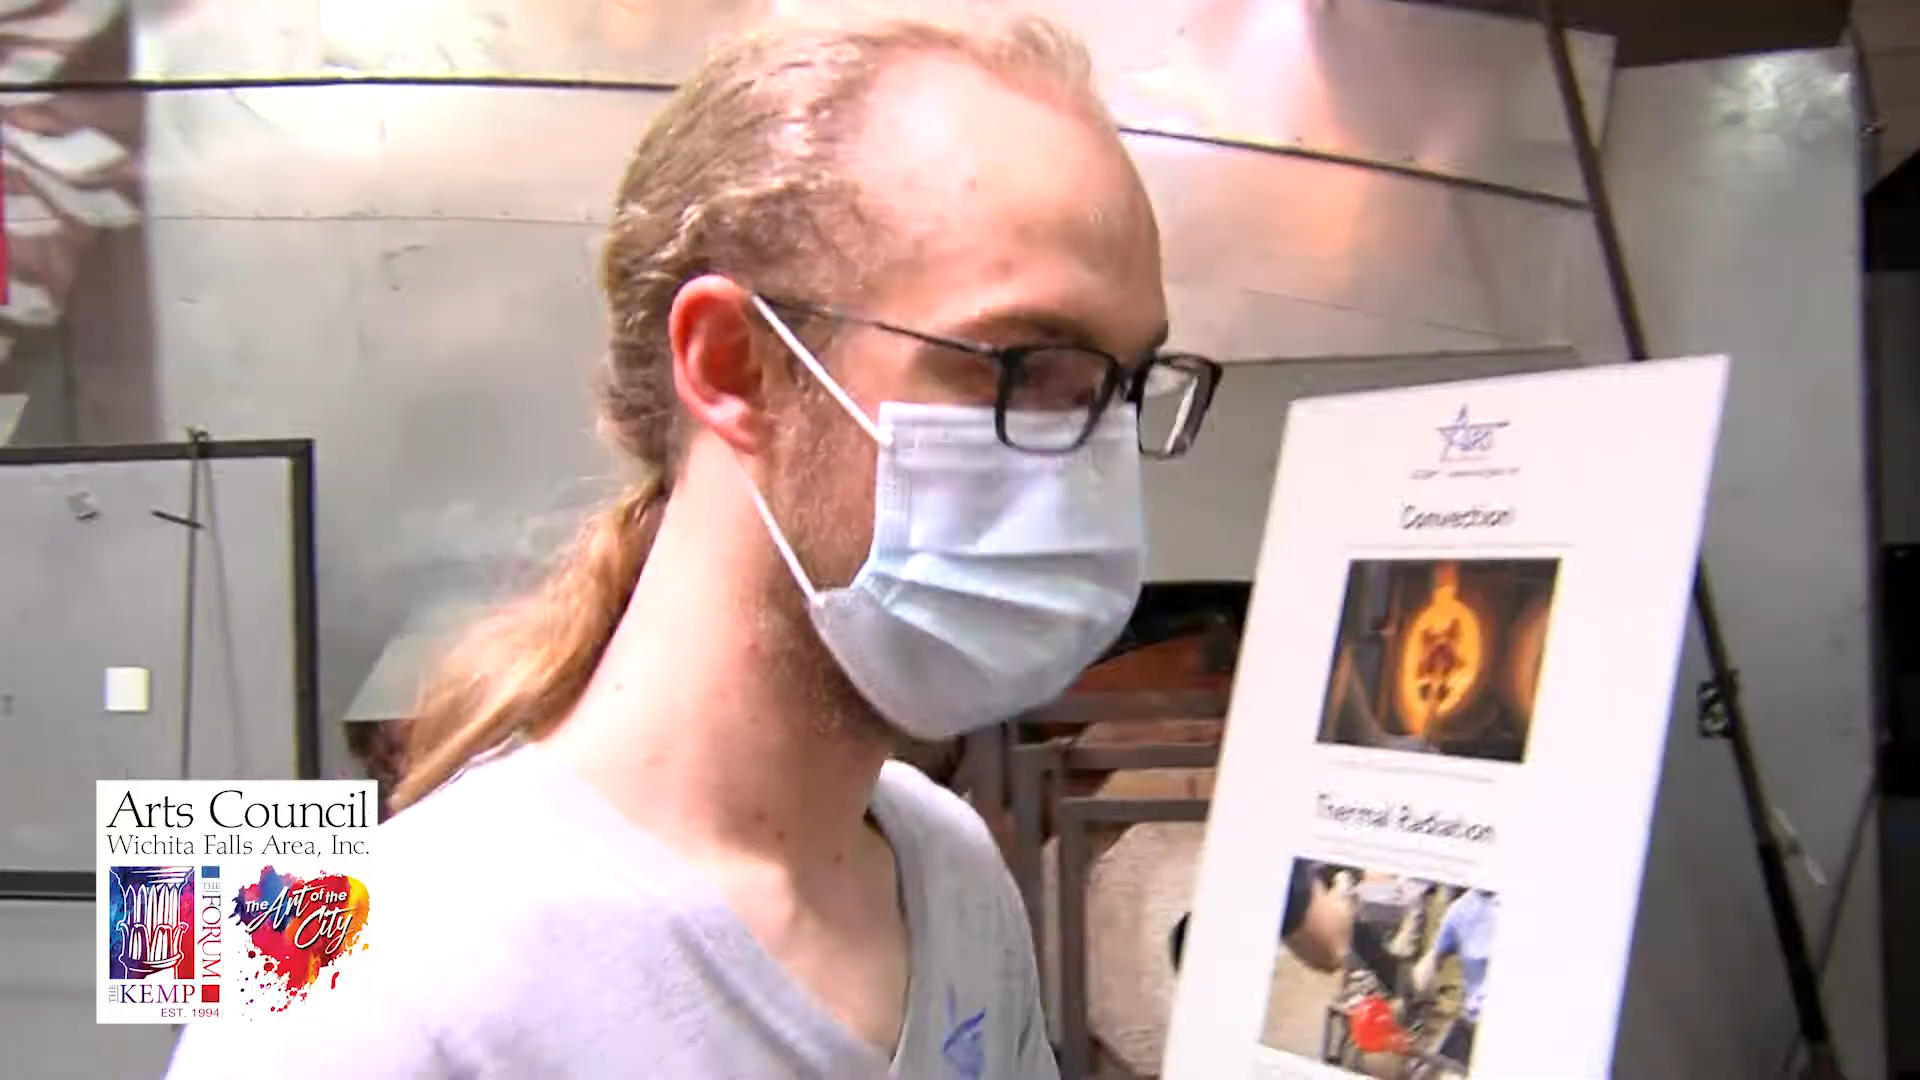 Convection
Thermal Radiation
Arts Council
Wichita Falls Area, Inc.
THE FORUM
THE KEMP
EST. 1994
The Art of the City